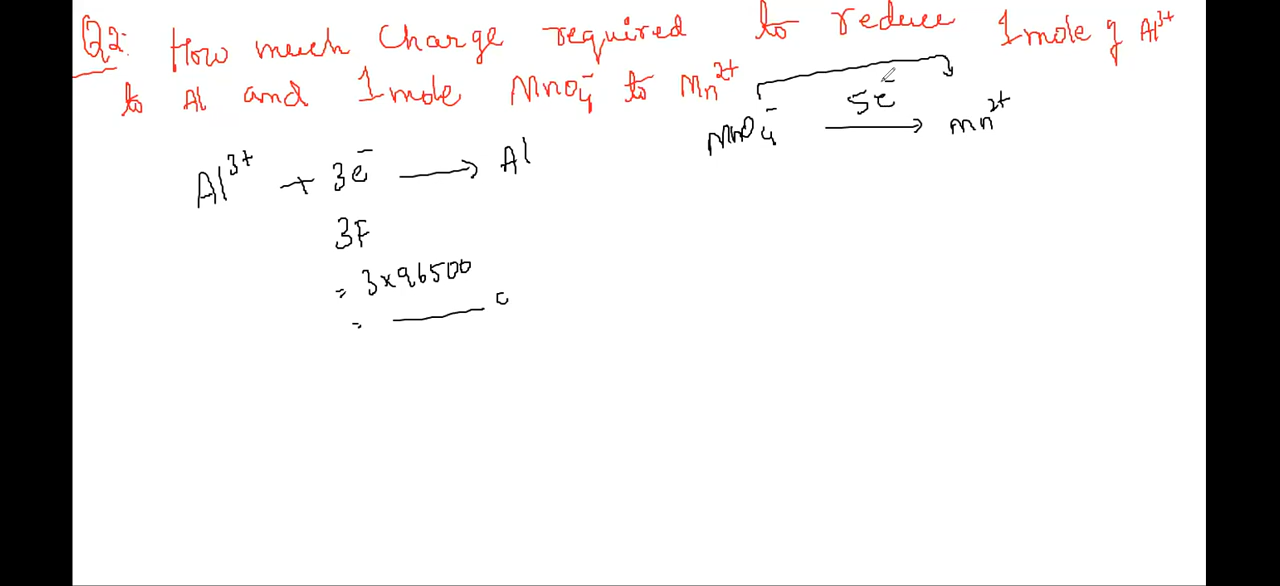 Q2: How much Charge required to reduce 1 mole of Al³⁺
to Al and 1 mole MnO₄⁻ to Mn²⁺
Al³⁺ + 3e⁻ ⟶ Al
3F
= 3×96500
= ______ C
MnO₄⁻ ⟶ Mn²⁺
5e⁻